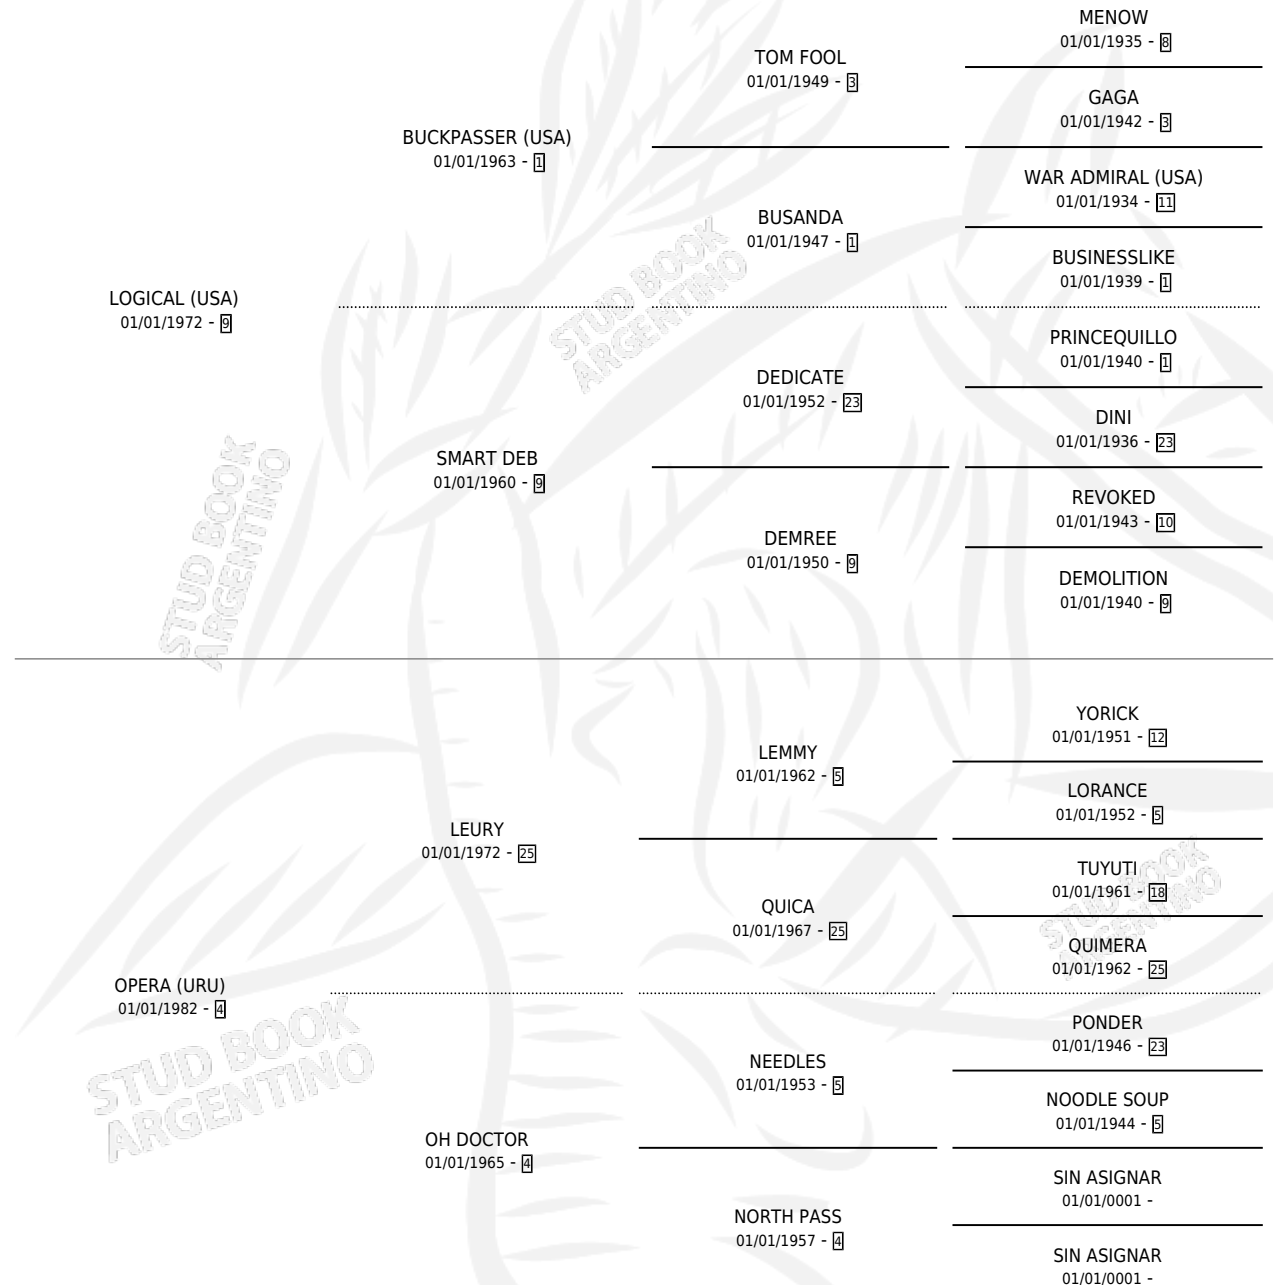 MENOW
01/01/1935 - 8
TOM FOOL
01/01/1949 - 3
GAGA
01/01/1942 - 3
BUCKPASSER (USA)
01/01/1963 - 1
WAR ADMIRAL (USA)
01/01/1934 - 11
BUSANDA
01/01/1947 - 1
BUSINESSLIKE
01/01/1939 - 1
LOGICAL (USA)
01/01/1972 - 9
PRINCEQUILLO
01/01/1940 - 1
DEDICATE
01/01/1952 - 23
DINI
01/01/1936 - 23
SMART DEB
01/01/1960 - 9
REVOKED
01/01/1943 - 10
DEMREE
01/01/1950 - 9
DEMOLITION
01/01/1940 - 9
STUD BOOK
ARGENTINO
STUD BOOK
ARGENTINO
YORICK
01/01/1951 - 12
LEMMY
01/01/1962 - 5
LORANCE
01/01/1952 - 5
LEURY
01/01/1972 - 25
TUYUTI
01/01/1961 - 18
QUICA
01/01/1967 - 25
QUIMERA
01/01/1962 - 25
OPERA (URU)
01/01/1982 - 4
PONDER
01/01/1946 - 23
NEEDLES
01/01/1953 - 5
NOODLE SOUP
01/01/1944 - 5
OH DOCTOR
01/01/1965 - 4
SIN ASIGNAR
01/01/0001 -
NORTH PASS
01/01/1957 - 4
SIN ASIGNAR
01/01/0001 -
STUD BOOK
ARGENTINO
STUD BOOK
ARGENTINO